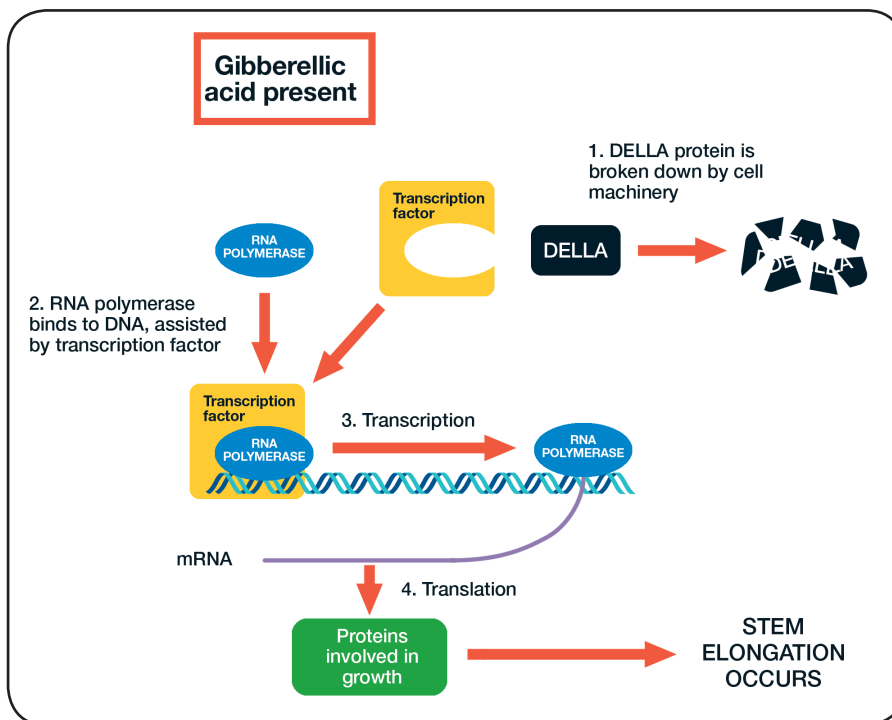 Gibberellic
acid present
1. DELLA protein is
broken down by cell
machinery
Transcription
factor
RNA
POLYMERASE
DELLA
2. RNA polymerase
binds to DNA, assisted
by transcription factor
Transcription
factor
RNA
POLYMERASE
3. Transcription
RNA
POLYMERASE
mRNA
4. Translation
Proteins
involved in
growth
STEM
ELONGATION
OCCURS